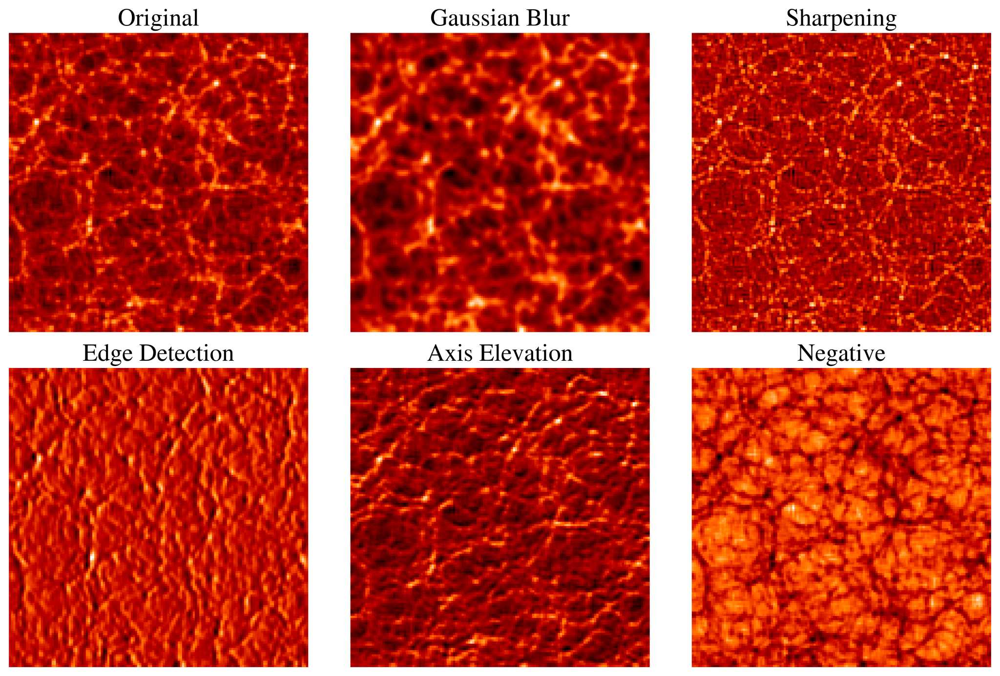 Original
Gaussian Blur
Sharpening
Edge Detection
Axis Elevation
Negative